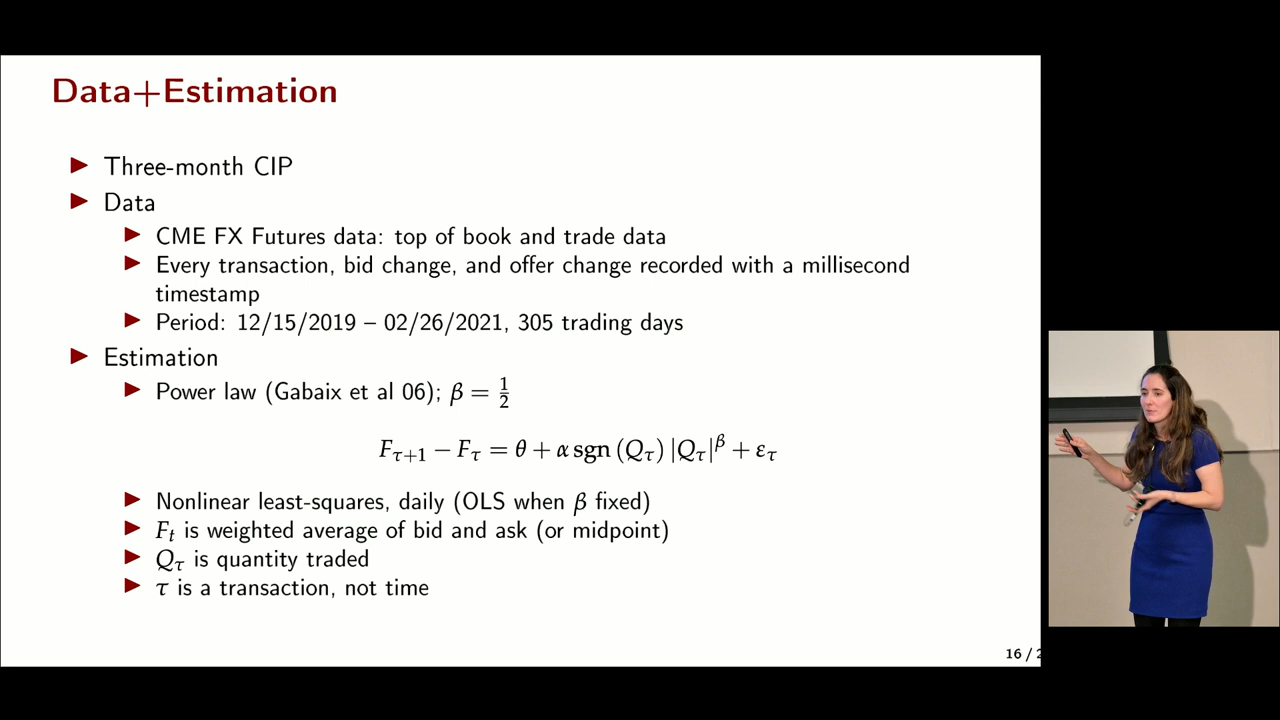 Data+Estimation
▶ Three-month CIP
▶ Data
▶ CME FX Futures data: top of book and trade data
▶ Every transaction, bid change, and offer change recorded with a millisecond
timestamp
▶ Period: 12/15/2019 – 02/26/2021, 305 trading days
▶ Estimation
▶ Power law (Gabaix et al 06); β = 1/2
F_{τ+1} − F_τ = θ + α sgn (Q_τ) |Q_τ|^β + ε_τ
▶ Nonlinear least-squares, daily (OLS when β fixed)
▶ F_t is weighted average of bid and ask (or midpoint)
▶ Q_τ is quantity traded
▶ τ is a transaction, not time
16 /